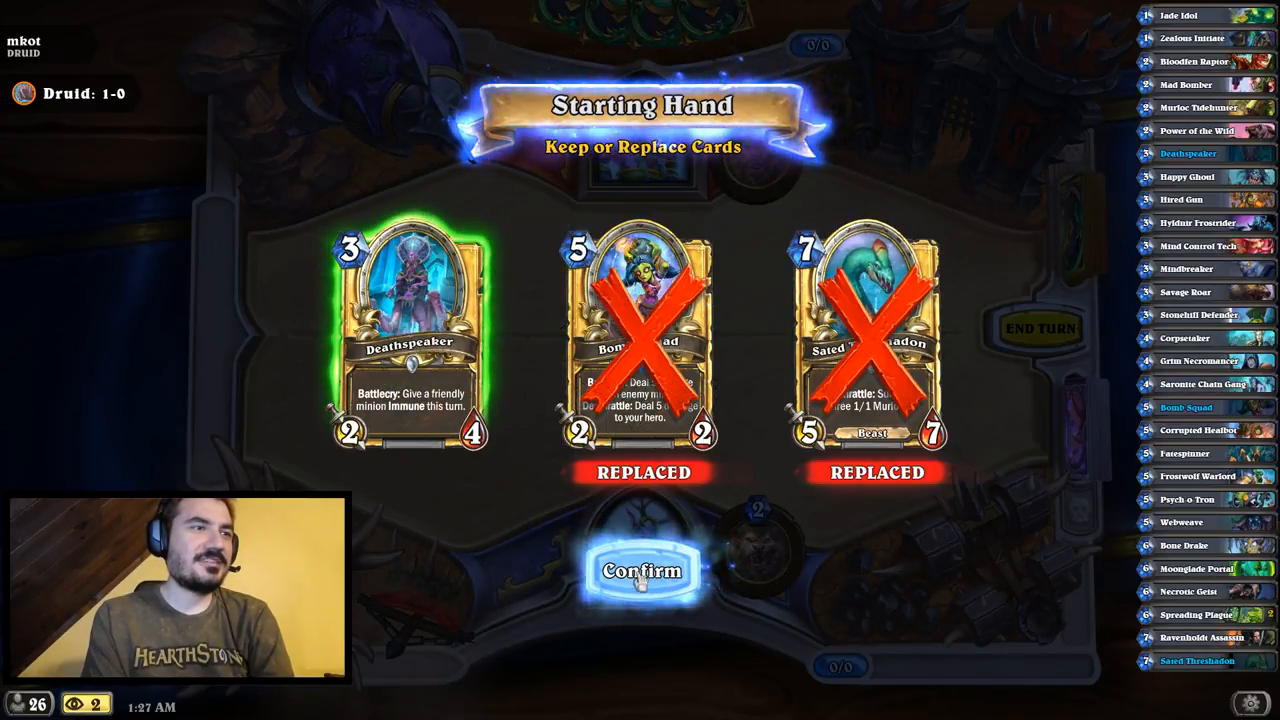 mkot
DRUID
Druid: 1-0
0/0
Starting Hand
Keep or Replace Cards
3
Deathspeaker
Battlecry: Give a friendly
minion Immune this turn.
2
4
5
2
2
REPLACED
7
Sated
Beast
5
7
REPLACED
END TURN
2
Confirm
0/0
HEARTHSTONE
26
2
1:27 AM
1 Jade Idol
1 Zealous Initiate
2 Bloodfen Raptor
2 Mad Bomber
2 Murloc Tidehunter
2 Power of the Wild
3 Deathspeaker
3 Happy Ghoul
3 Hired Gun
3 Hyldnir Frostrider
3 Mind Control Tech
3 Mindbreaker
3 Savage Roar
3 Stonehill Defender
4 Corpsetaker
4 Grim Necromancer
4 Saronite Chain Gang
5 Bomb Squad
5 Corrupted Healbot
5 Fatespinner
5 Frostwolf Warlord
5 Psych-o-Tron
5 Webweave
6 Bone Drake
6 Moonglade Portal
6 Necrotic Geist
6 Spreading Plague 2
7 Ravenholdt Assassin
7 Sated Threshadon